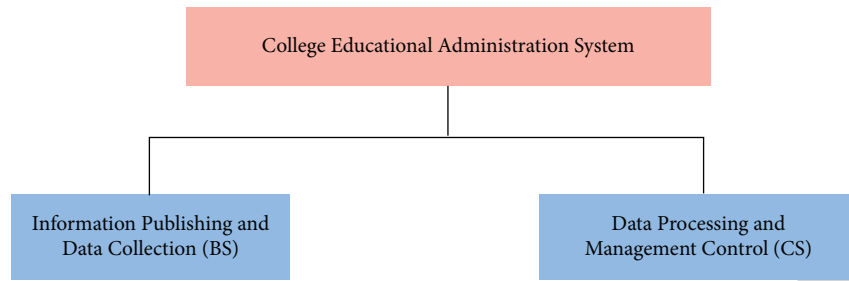 College Educational Administration System
Information Publishing and
Data Collection (BS)
Data Processing and
Management Control (CS)